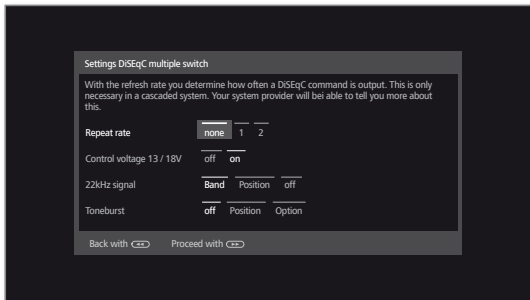 Settings DiSEqC multiple switch
With the refresh rate you determine how often a DiSEqC command is output. This is only
necessary in a cascaded system. Your system provider will bei able to tell you more about
this.
Repeat rate none 1 2
Control voltage 13 / 18V off on
22kHz signal Band Position off
Toneburst off Position Option
Back with Proceed with